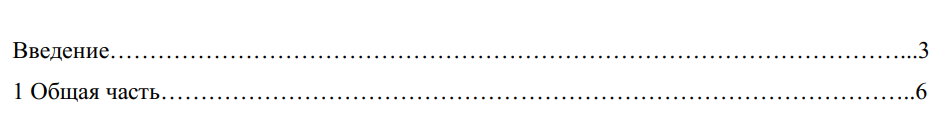 Введение…………………………………………………………………………………………...3
1 Общая часть……………………………………………………………………………………..6